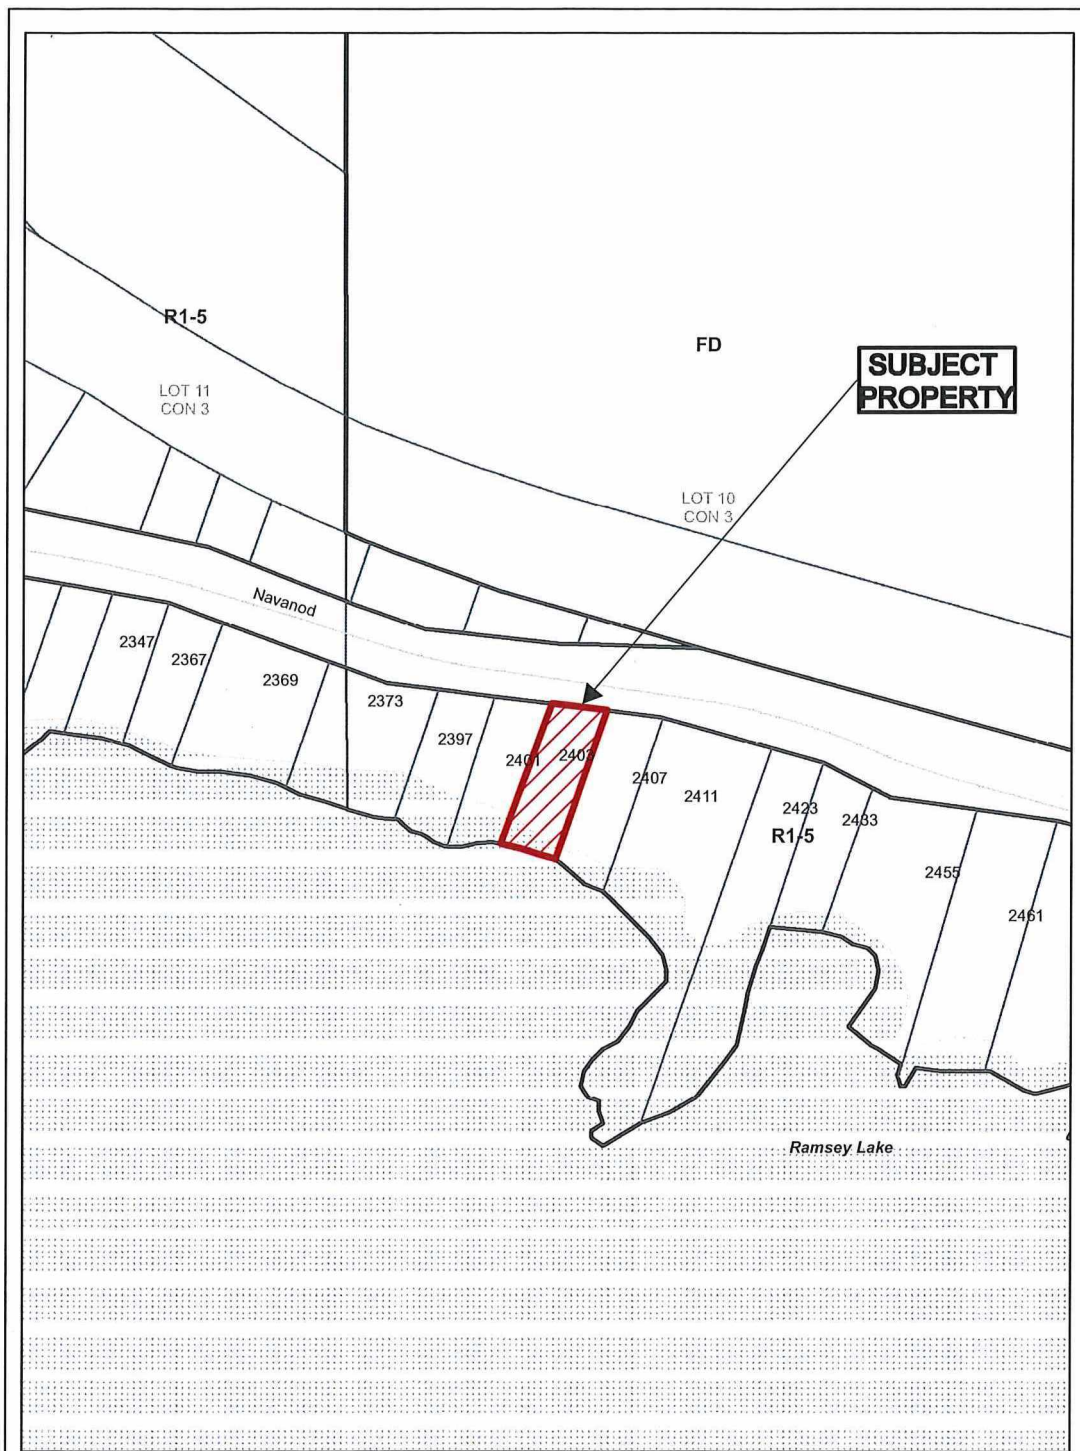 R1-5
FD
SUBJECT
PROPERTY
LOT 11
CON 3
LOT 10
CON 3
Navanod
2347
2367
2369
2373
2397
2401
2403
2407
2411
2423
2433
R1-5
2455
2461
Ramsey Lake